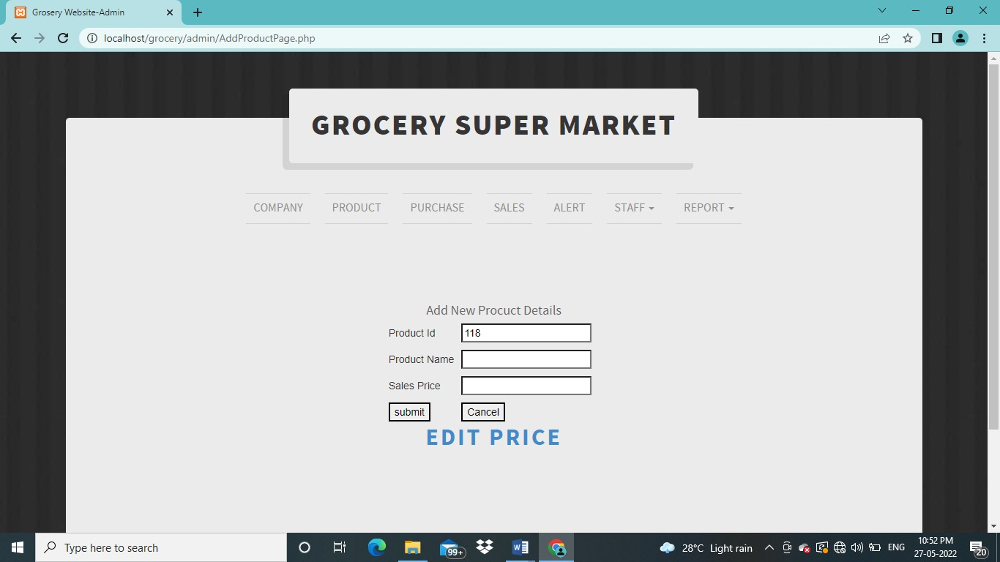 Grosery Website-Admin
localhost/grocery/admin/AddProductPage.php
GROCERY SUPER MARKET
COMPANY PRODUCT PURCHASE SALES ALERT STAFF REPORT
Add New Procuct Details
Product Id 118
Product Name
Sales Price
submit Cancel
EDIT PRICE
Type here to search 99+ 28°C Light rain ENG 10:52 PM
27-05-2022 20